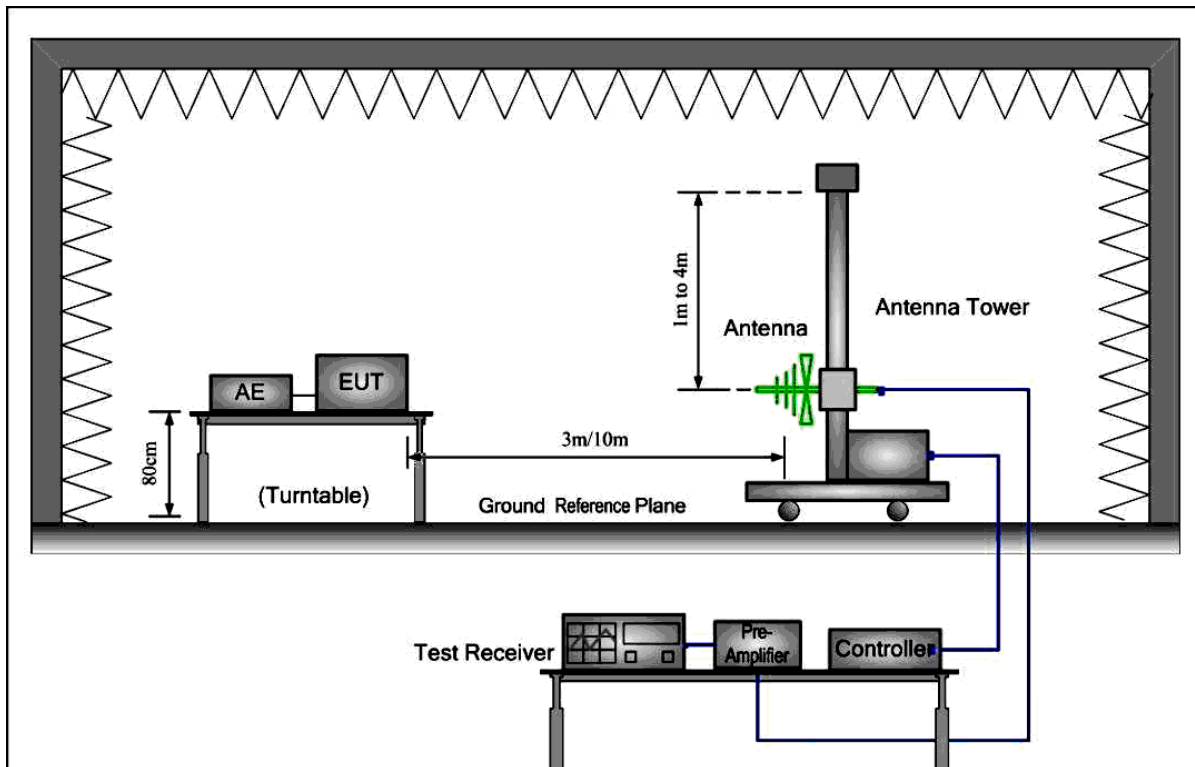 1m to 4m
Antenna
Antenna Tower
AE
EUT
80cm
3m/10m
(Turntable)
Ground Reference Plane
Test Receiver
Pre-
Amplifier
Controller